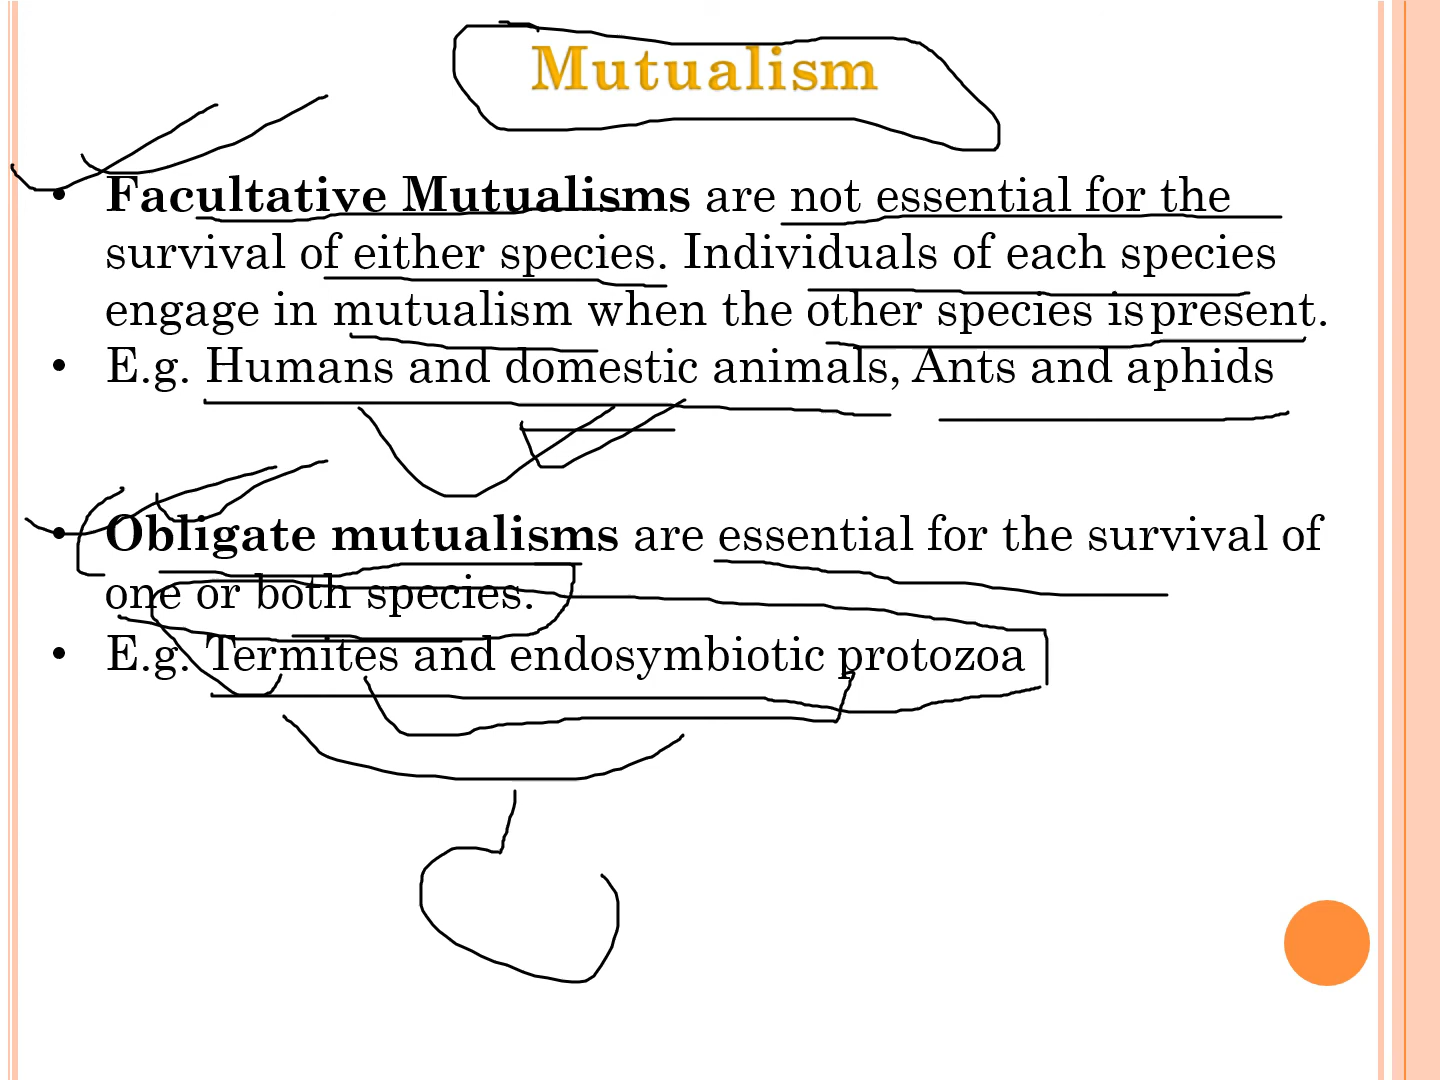 Mutualism
• Facultative Mutualisms are not essential for the
survival of either species. Individuals of each species
engage in mutualism when the other species is present.
• E.g. Humans and domestic animals, Ants and aphids
• Obligate mutualisms are essential for the survival of
one or both species.
• E.g. Termites and endosymbiotic protozoa